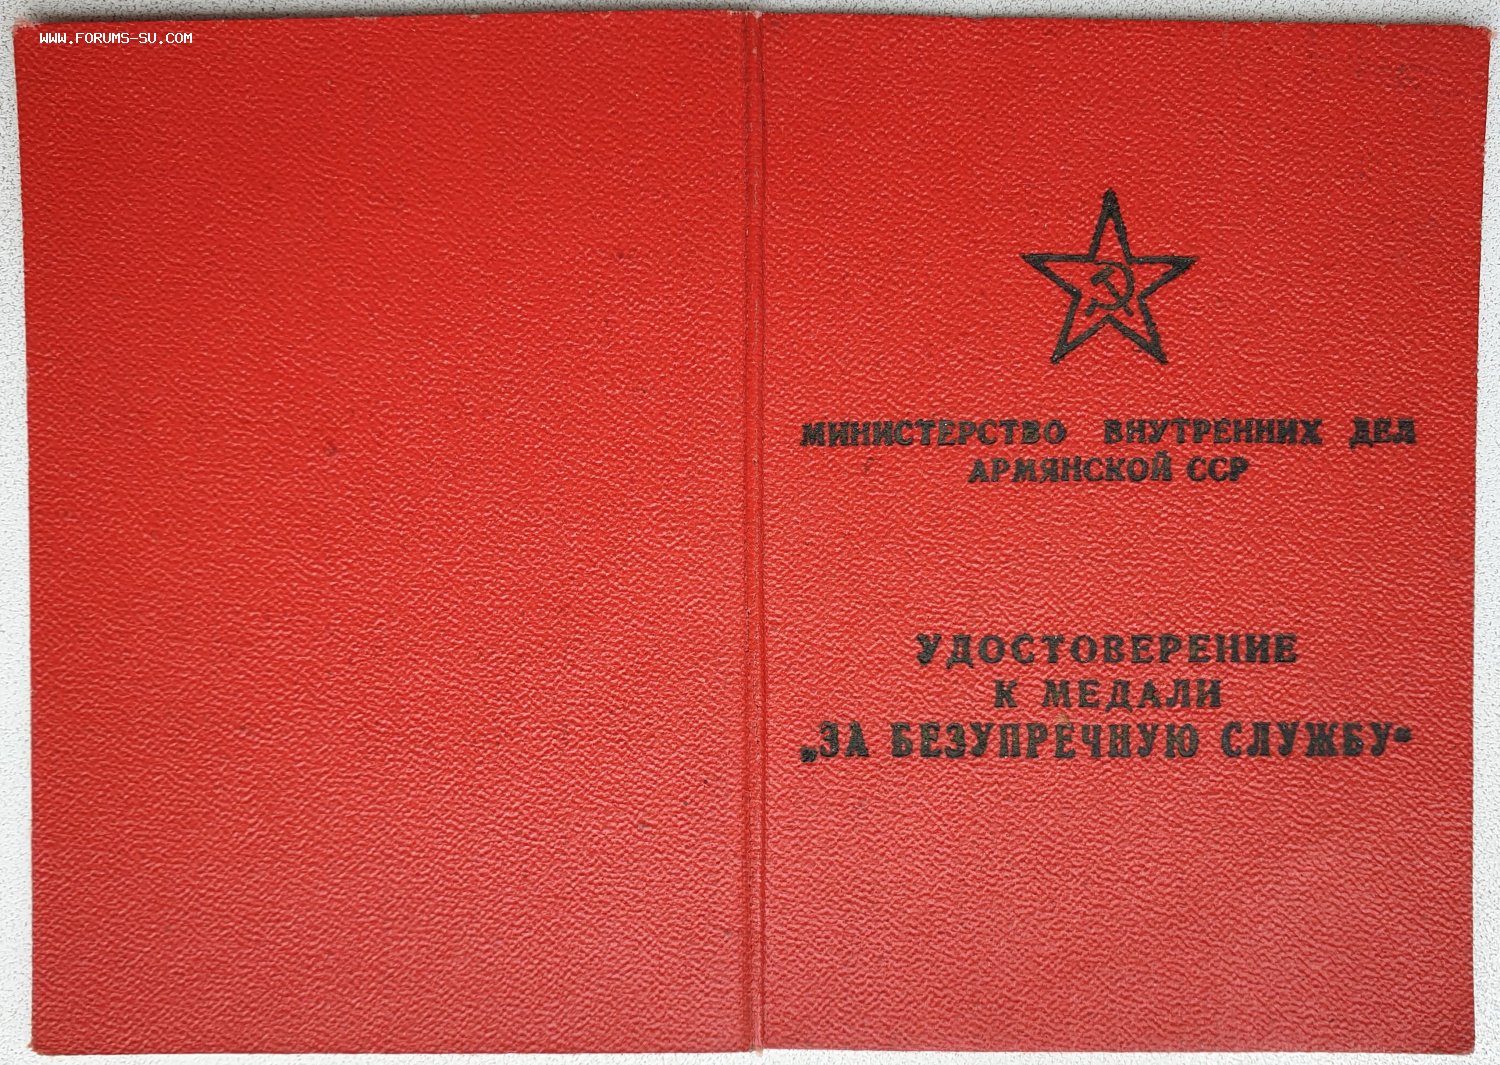 WWW.FORUMS-SU.COM
МИНИСТЕРСТВО ВНУТРЕННИХ ДЕЛ
АРМЯНСКОЙ ССР
УДОСТОВЕРЕНИЕ
К МЕДАЛИ
„ЗА БЕЗУПРЕЧНУЮ СЛУЖБУ“